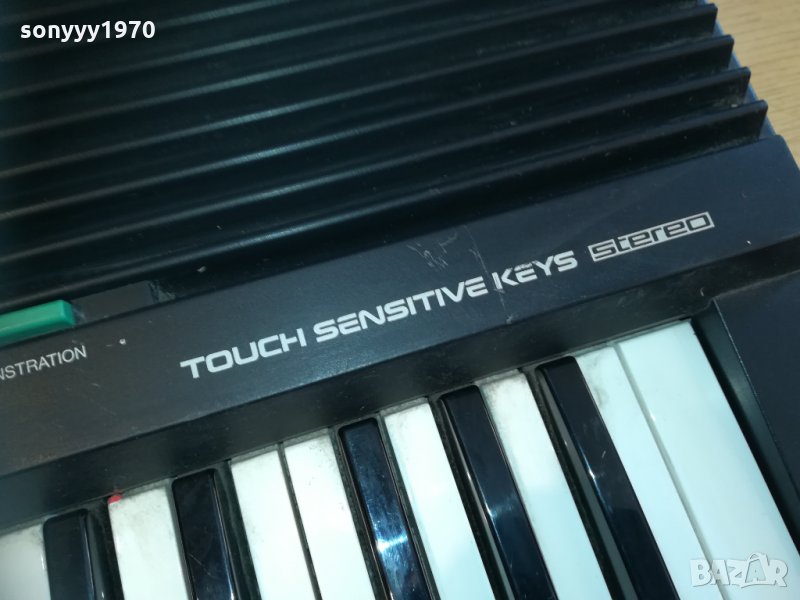 sonyyy1970
TOUCH SENSITIVE KEYS stereo
NSTRATION
BAZAR